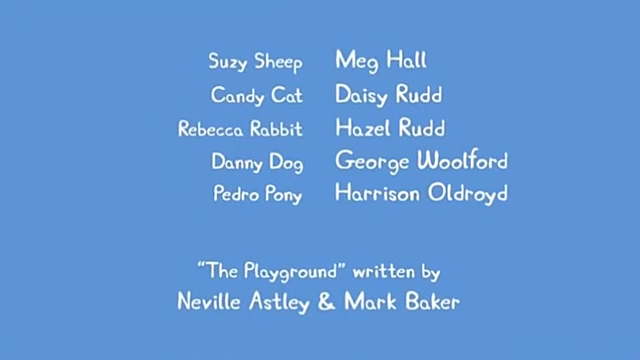 Suzy Sheep Meg Hall
Candy Cat Daisy Rudd
Rebecca Rabbit Hazel Rudd
Danny Dog George Woolford
Pedro Pony Harrison Oldroyd
“The Playground” written by
Neville Astley & Mark Baker